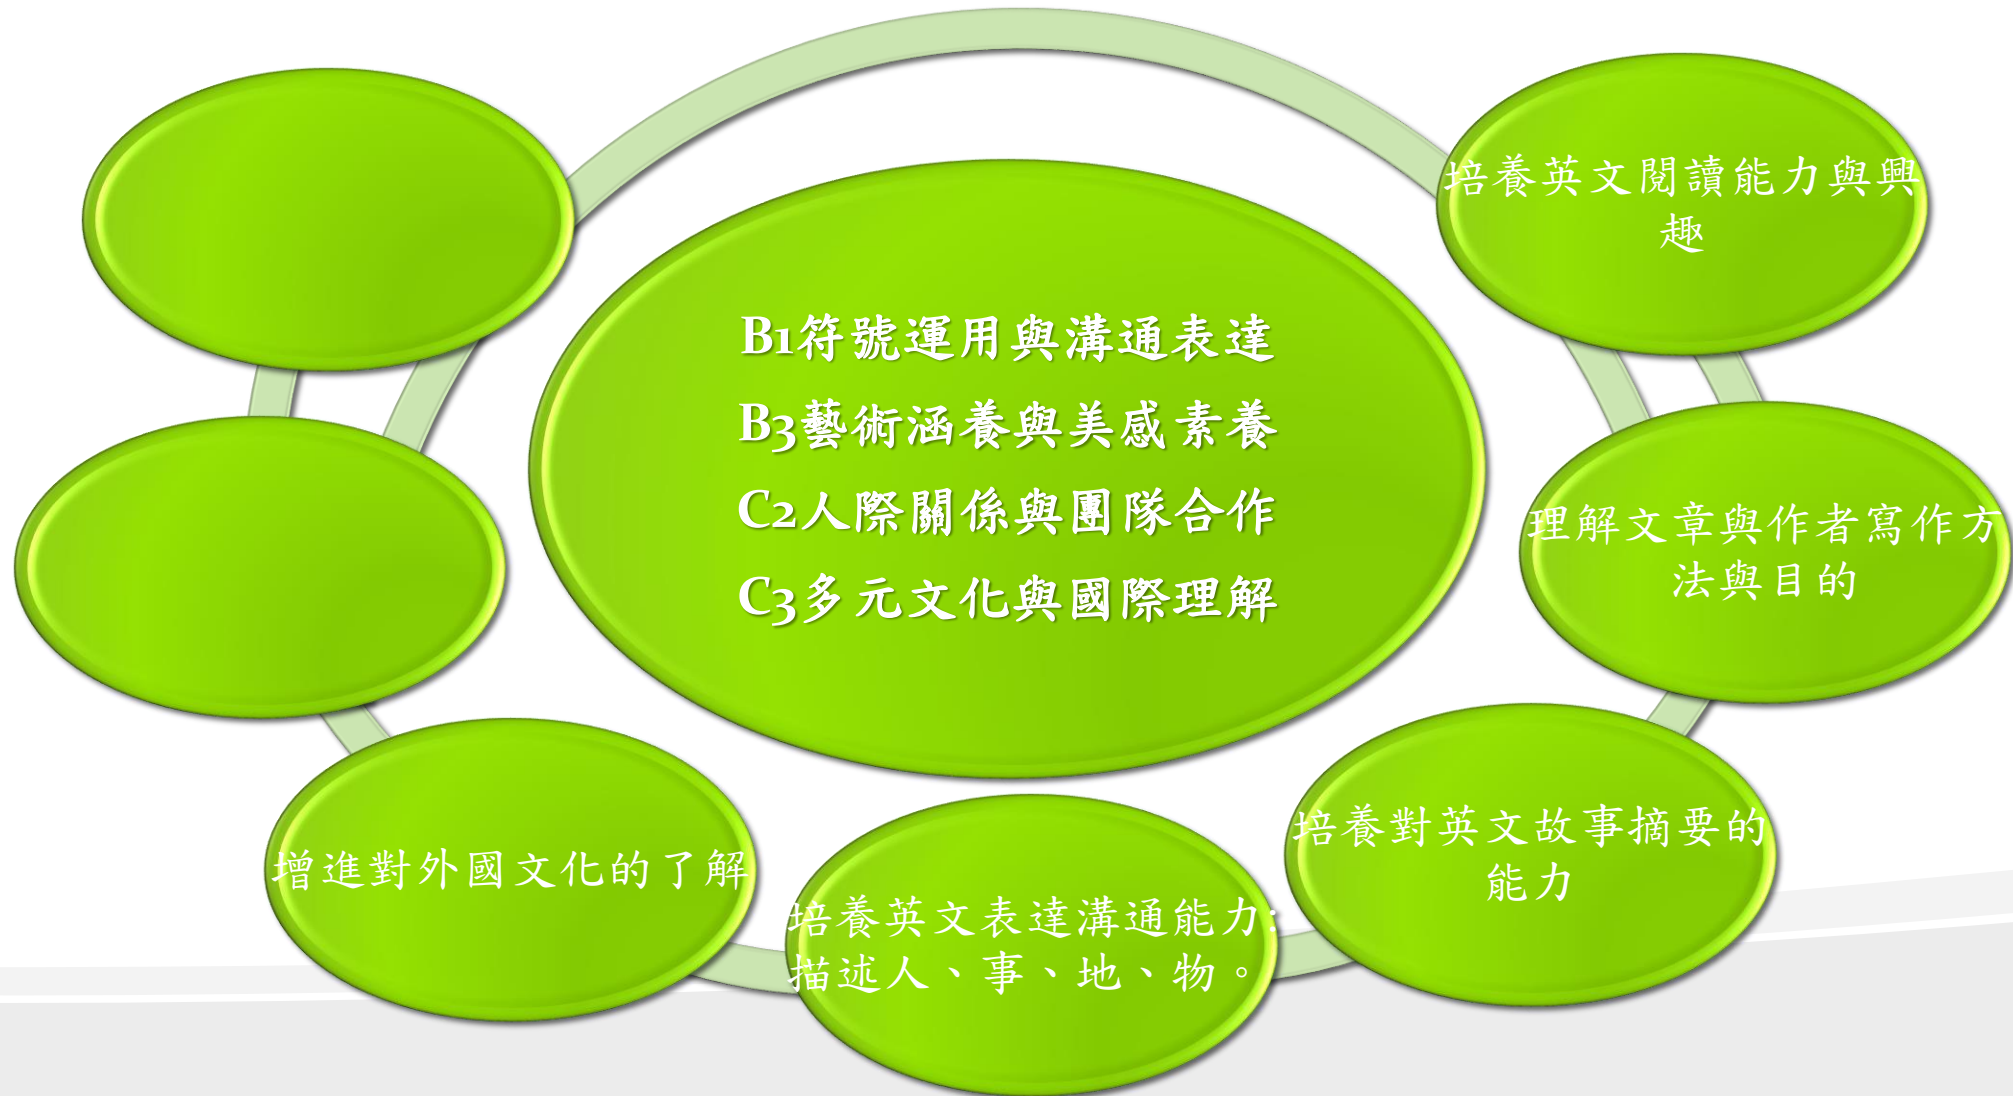 B1符號運用與溝通表達
B3藝術涵養與美感素養
C2人際關係與團隊合作
C3多元文化與國際理解
培養英文閱讀能力與興
趣
理解文章與作者寫作方
法與目的
培養對英文故事摘要的
能力
培養英文表達溝通能力:
描述人、事、地、物。
增進對外國文化的了解